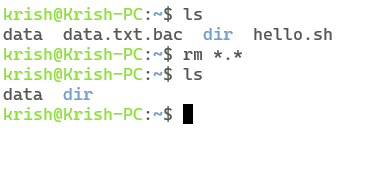 krish@Krish-PC:~$ ls
data  data.txt.bac  dir  hello.sh
krish@Krish-PC:~$ rm *.*
krish@Krish-PC:~$ ls
data  dir
krish@Krish-PC:~$